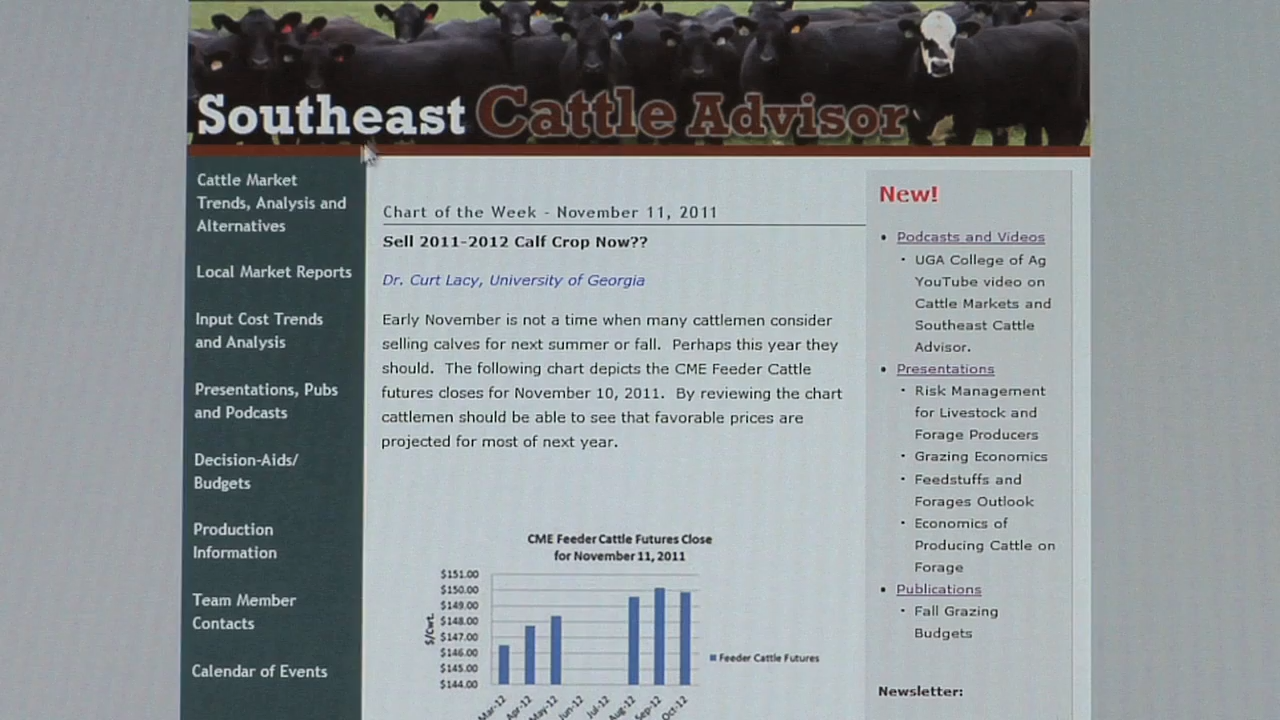 Southeast Cattle Advisor
Cattle Market
Trends, Analysis and
Alternatives
Local Market Reports
Input Cost Trends
and Analysis
Presentations, Pubs
and Podcasts
Decision-Aids/
Budgets
Production
Information
Team Member
Contacts
Calendar of Events
Chart of the Week - November 11, 2011
Sell 2011-2012 Calf Crop Now??
Dr. Curt Lacy, University of Georgia
Early November is not a time when many cattlemen consider
selling calves for next summer or fall. Perhaps this year they
should. The following chart depicts the CME Feeder Cattle
futures closes for November 10, 2011. By reviewing the chart
cattlemen should be able to see that favorable prices are
projected for most of next year.
CME Feeder Cattle Futures Close
for November 11, 2011
$/Cwt.
$151.00
$150.00
$149.00
$148.00
$147.00
$146.00
$145.00
$144.00
Mar-12
Apr-12
May-12
Jun-12
Jul-12
Aug-12
Sep-12
Oct-12
Feeder Cattle Futures
New!
• Podcasts and Videos
• UGA College of Ag
YouTube video on
Cattle Markets and
Southeast Cattle
Advisor.
• Presentations
• Risk Management
for Livestock and
Forage Producers
• Grazing Economics
• Feedstuffs and
Forages Outlook
• Economics of
Producing Cattle on
Forage
• Publications
• Fall Grazing
Budgets
Newsletter: